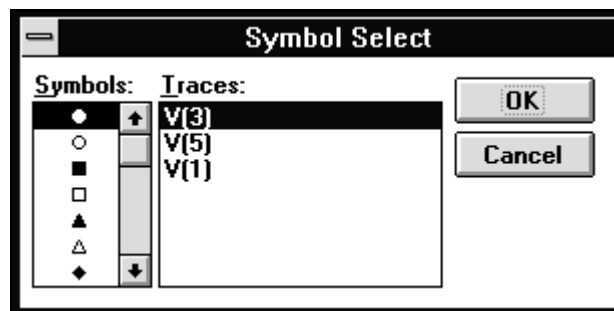 Symbol Select
Symbols: Traces:
V(3)
V(5)
V(1)
OK
Cancel